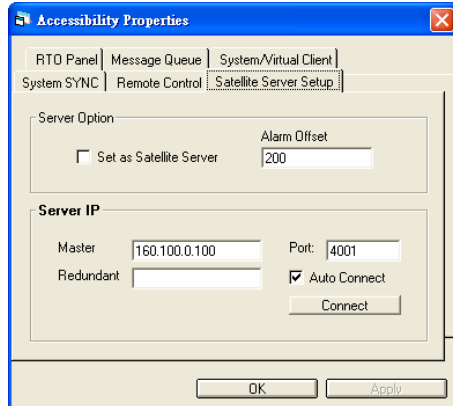 Accessibility Properties
RTO Panel Message Queue System/Virtual Client
System SYNC Remote Control Satellite Server Setup
Server Option
Alarm Offset
Set as Satellite Server 200
Server IP
Master 160.100.0.100 Port: 4001
Redundant Auto Connect
Connect
OK Apply